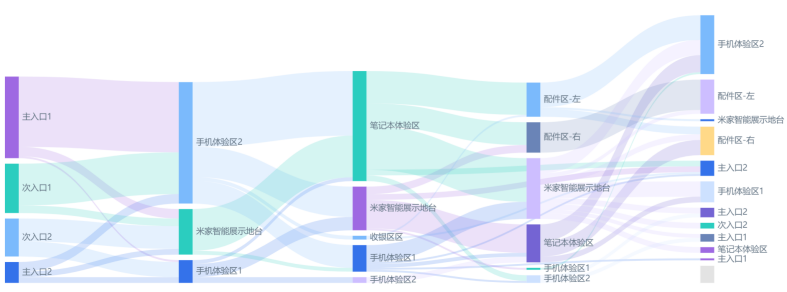 主入口1
次入口1
次入口2
主入口2
手机体验区2
米家智能展示地台
手机体验区1
笔记本体验区
米家智能展示地台
收银区区
手机体验区1
手机体验区2
配件区-左
配件区-右
米家智能展示地台
笔记本体验区
手机体验区1
手机体验区2
手机体验区2
配件区-左
米家智能展示地台
配件区-右
主入口2
手机体验区1
主入口2
次入口2
主入口1
笔记本体验区
主入口1